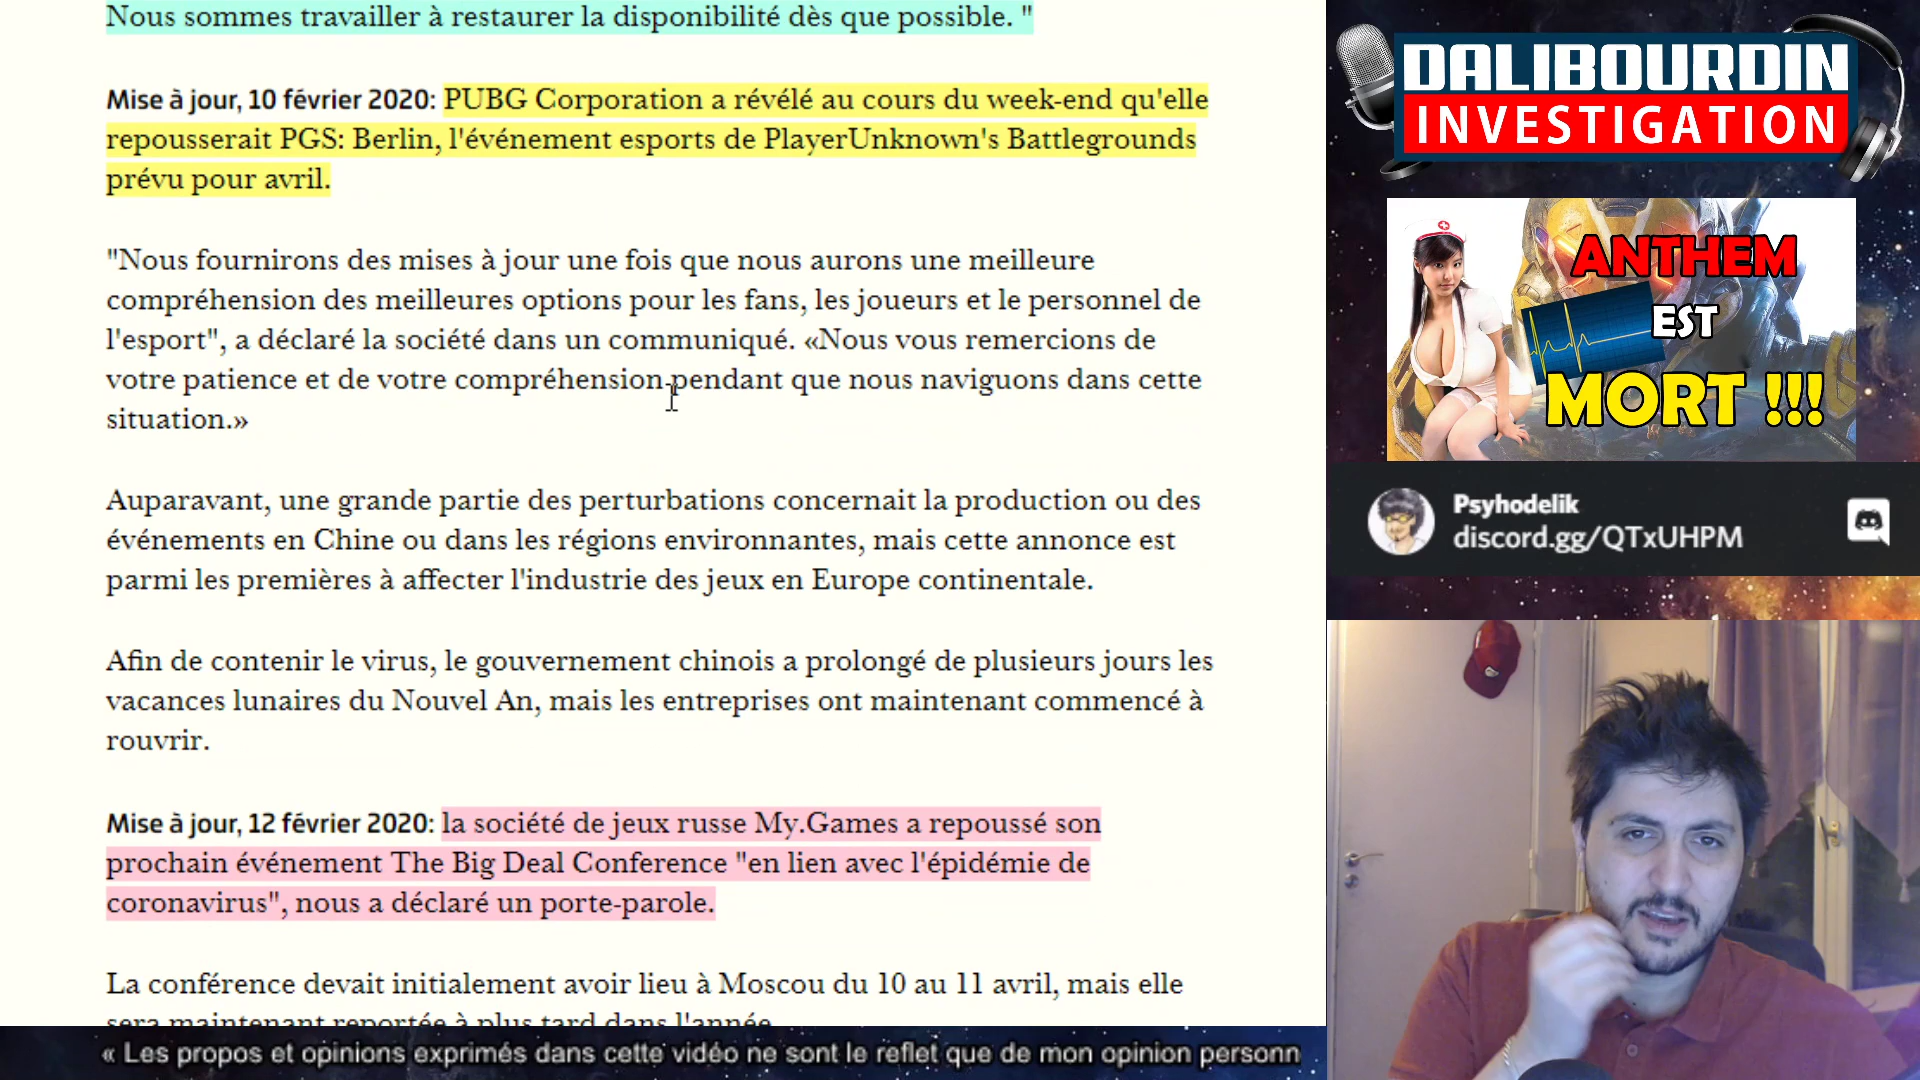 Nous sommes travailler à restaurer la disponibilité dès que possible. "
Mise à jour, 10 février 2020: PUBG Corporation a révélé au cours du week-end qu'elle
repousserait PGS: Berlin, l'événement esports de PlayerUnknown's Battlegrounds
prévu pour avril.
"Nous fournirons des mises à jour une fois que nous aurons une meilleure
compréhension des meilleures options pour les fans, les joueurs et le personnel de
l'esport", a déclaré la société dans un communiqué. «Nous vous remercions de
votre patience et de votre compréhension pendant que nous naviguons dans cette
situation.»
Auparavant, une grande partie des perturbations concernait la production ou des
événements en Chine ou dans les régions environnantes, mais cette annonce est
parmi les premières à affecter l'industrie des jeux en Europe continentale.
Afin de contenir le virus, le gouvernement chinois a prolongé de plusieurs jours les
vacances lunaires du Nouvel An, mais les entreprises ont maintenant commencé à
rouvrir.
Mise à jour, 12 février 2020: la société de jeux russe My.Games a repoussé son
prochain événement The Big Deal Conference "en lien avec l'épidémie de
coronavirus", nous a déclaré un porte-parole.
La conférence devait initialement avoir lieu à Moscou du 10 au 11 avril, mais elle
sera maintenant reportée à plus tard dans l'année
« Les propos et opinions exprimés dans cette vidéo ne sont le reflet que de mon opinion personn
DALIBOURDIN
INVESTIGATION
ANTHEM
EST
MORT !!!
Psyhodelik
discord.gg/QTxUHPM